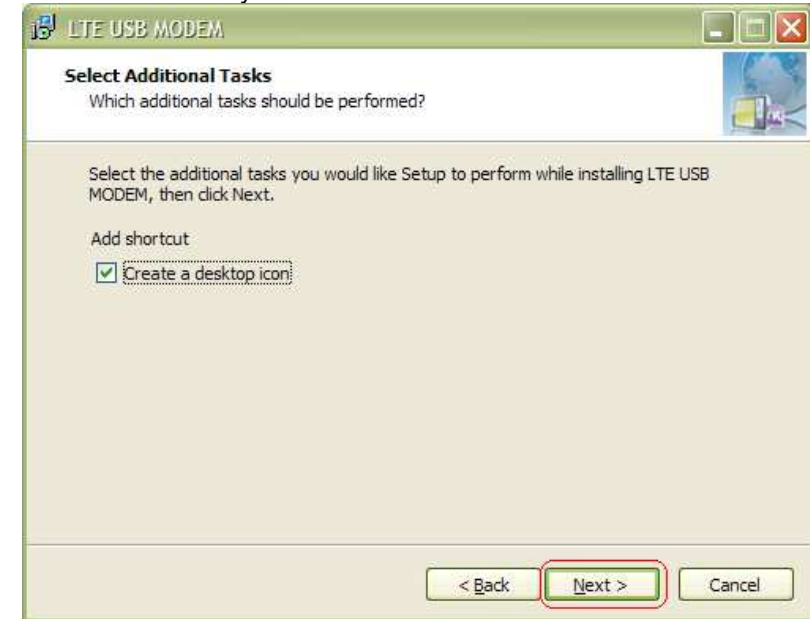 LTE USB MODEM
Select Additional Tasks
Which additional tasks should be performed?
Select the additional tasks you would like Setup to perform while installing LTE USB
MODEM, then click Next.
Add shortcut
Create a desktop icon
< Back Next > Cancel